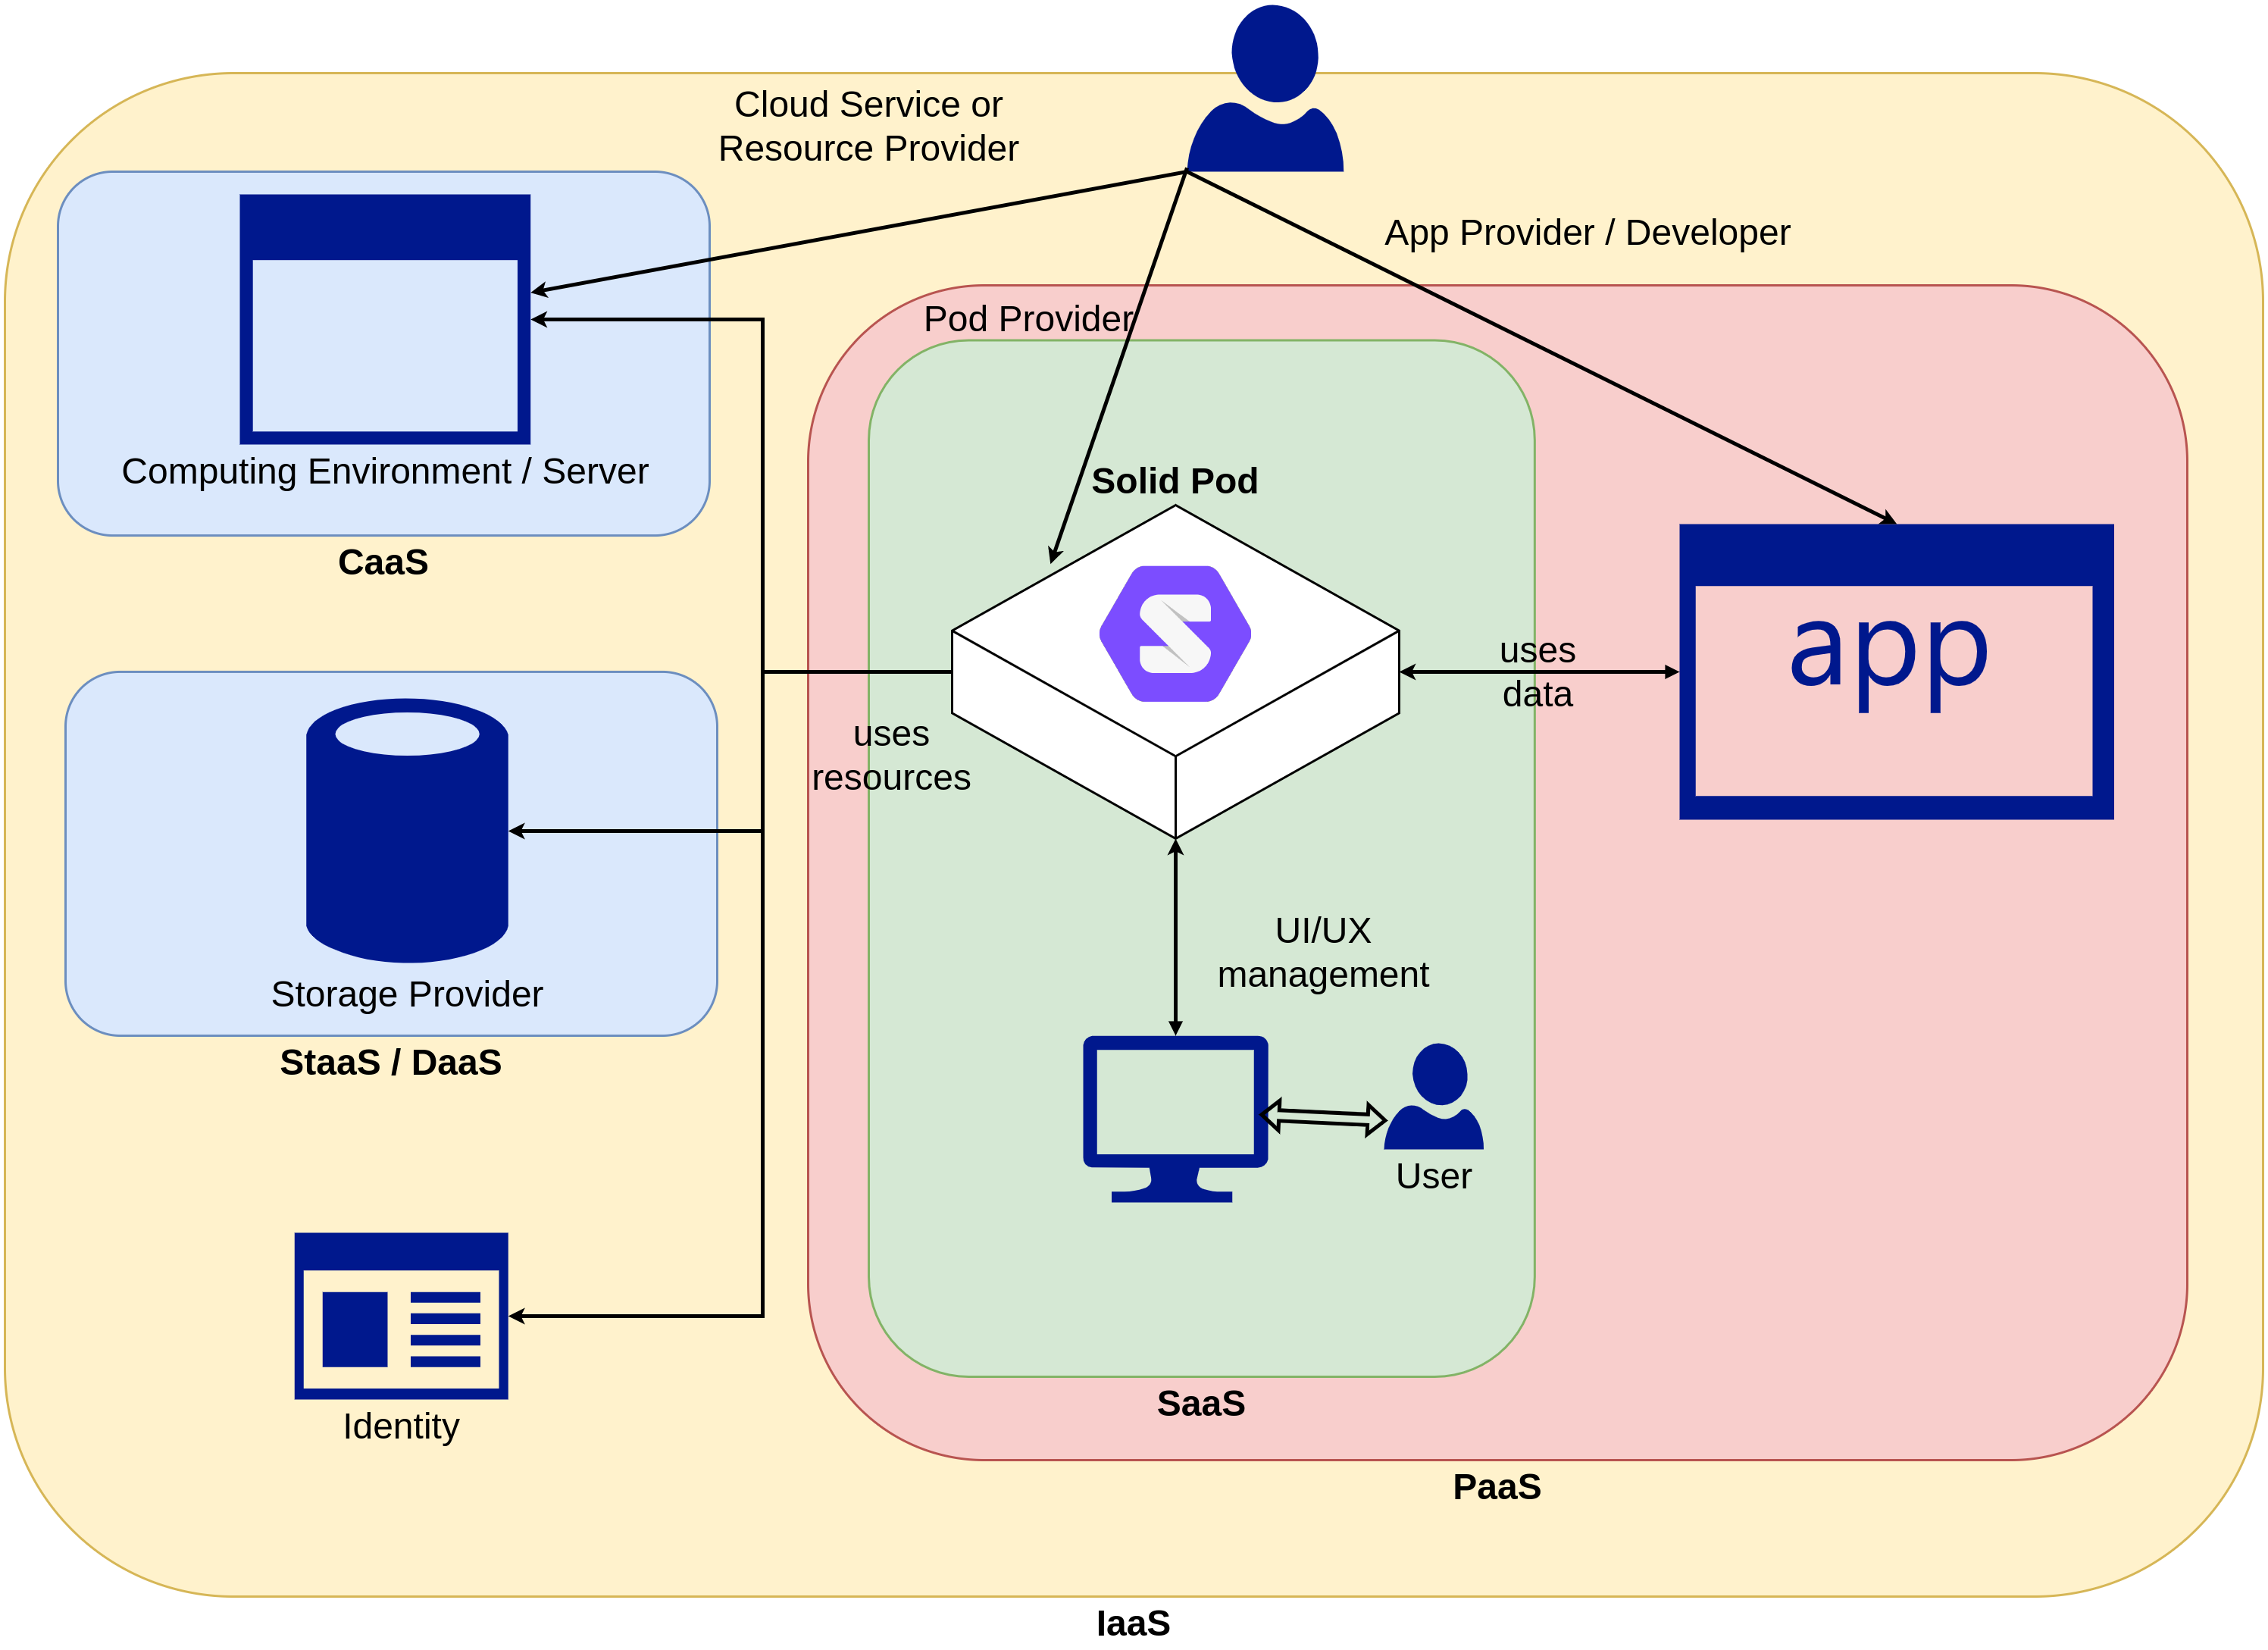 Cloud Service or
Resource Provider
App Provider / Developer
Pod Provider
Computing Environment / Server
CaaS
Solid Pod
app
uses
data
uses
resources
Storage Provider
StaaS / DaaS
UI/UX
management
User
Identity
SaaS
PaaS
IaaS